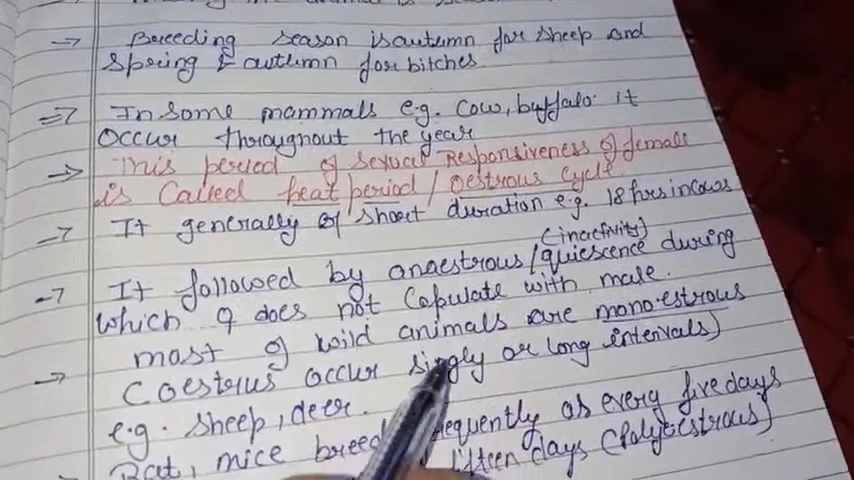 → Breeding season is autumn for sheep and
spring & autumn for bitches
⇒ In some mammals e.g. Cow, buffalo it
occur throughout the year
→ This period of sexual responsiveness of female
is called heat period / oestrous cycle
→ It generally of short duration e.g. 18 hrs in cows
→ It followed by anaestrous / quiescence (inactivity) during
which ♀ does not copulate with male.
mast of wild animals are mono.estrous
→ (oestrus occur singly or long intervals)
e.g. sheep, deer.
Rat, mice breed frequently as every five days
fifteen days (Polyoestrous)